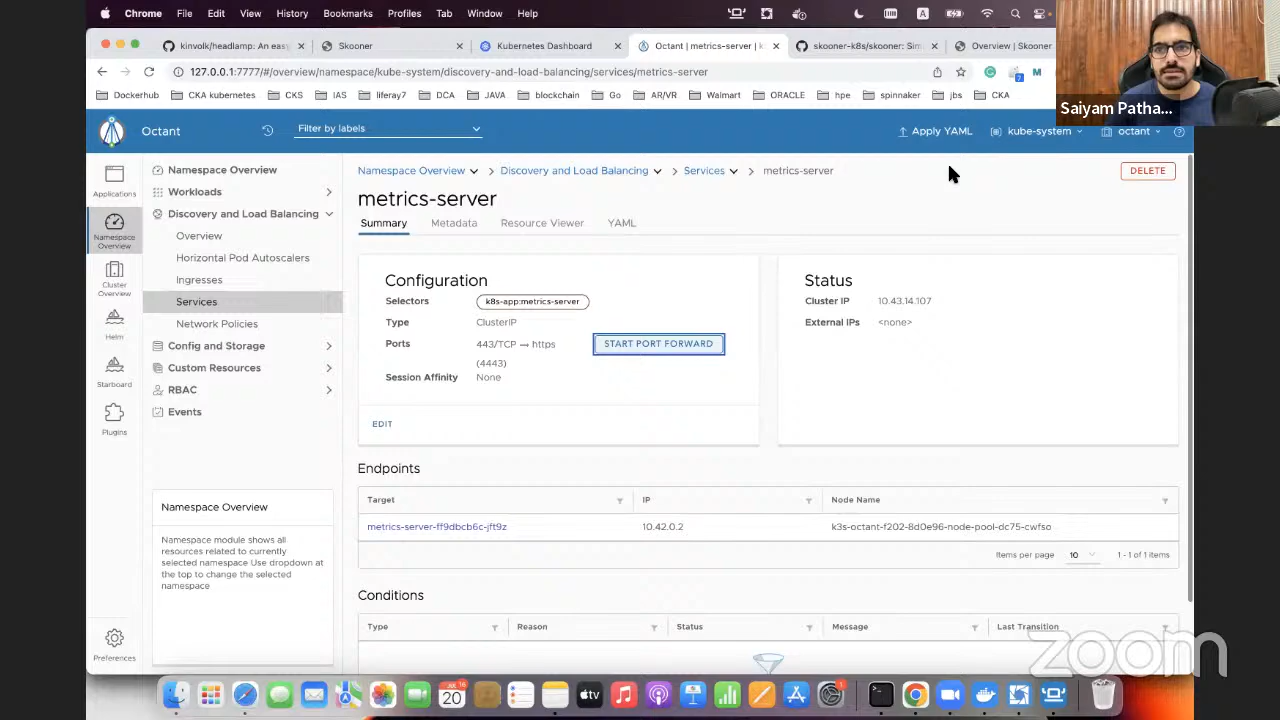 Chrome File Edit View History Bookmarks Profiles Tab Window Help
kinvolk/headlamp: An easy
Skooner
Kubernetes Dashboard
Octant | metrics-server | k
skooner-k8s/skooner: Sim
Overview | Skooner
127.0.0.1:7777/#/overview/namespace/kube-system/discovery-and-load-balancing/services/metrics-server
Dockerhub CKA kubernetes CKS IAS liferay7 DCA JAVA blockchain Go AR/VR Walmart ORACLE hpe spinnaker jbs CKA
Saiyam Patha...
Octant
Filter by labels
Apply YAML
kube-system
octant
Applications
Namespace
Overview
Cluster
Overview
Helm
Starboard
Plugins
Preferences
Namespace Overview
Workloads
Discovery and Load Balancing
Overview
Horizontal Pod Autoscalers
Ingresses
Services
Network Policies
Config and Storage
Custom Resources
RBAC
Events
Namespace Overview
Namespace module shows all
resources related to currently
selected namespace Use dropdown
at the top to change the selected
namespace
Namespace Overview > Discovery and Load Balancing > Services > metrics-server
DELETE
metrics-server
Summary Metadata Resource Viewer YAML
Configuration
Selectors k8s-app:metrics-server
Type ClusterIP
Ports 443/TCP → https
(4443)
START PORT FORWARD
Session Affinity None
EDIT
Status
Cluster IP 10.43.14.107
External IPs <none>
Endpoints
Target IP Node Name
metrics-server-ff9dbcb6c-jft9z 10.42.0.2 k3s-octant-f202-8d0e96-node-pool-dc75-cwfso
Items per page 10 1 - 1 of 1 items
Conditions
Type Reason Status Message Last Transition
zoom
JUL 16
20
tv